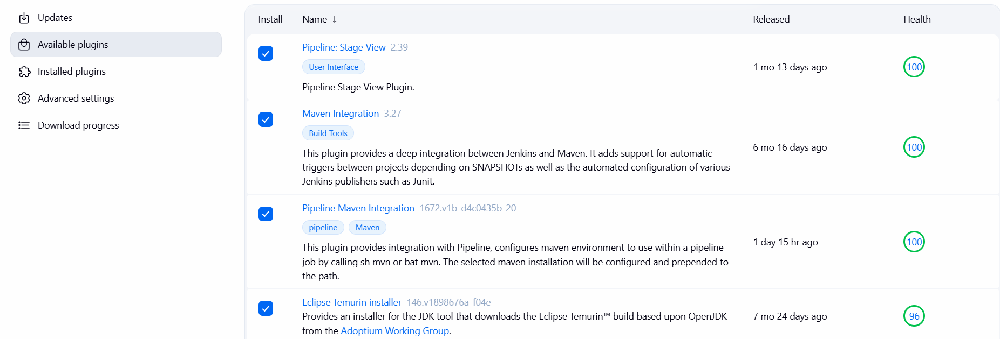 Updates
Available plugins
Installed plugins
Advanced settings
Download progress
Install Name ↓ Released Health
Pipeline: Stage View 2.39
User Interface
1 mo 13 days ago 100
Pipeline Stage View Plugin.
Maven Integration 3.27
Build Tools
This plugin provides a deep integration between Jenkins and Maven. It adds support for automatic
triggers between projects depending on SNAPSHOTs as well as the automated configuration of various
Jenkins publishers such as Junit.
6 mo 16 days ago 100
Pipeline Maven Integration 1672.v1b_d4c0435b_20
pipeline Maven
This plugin provides integration with Pipeline, configures maven environment to use within a pipeline
job by calling sh mvn or bat mvn. The selected maven installation will be configured and prepended to
the path.
1 day 15 hr ago 100
Eclipse Temurin installer 146.v1898676a_f04e
Provides an installer for the JDK tool that downloads the Eclipse Temurin™ build based upon OpenJDK
from the Adoptium Working Group.
7 mo 24 days ago 96